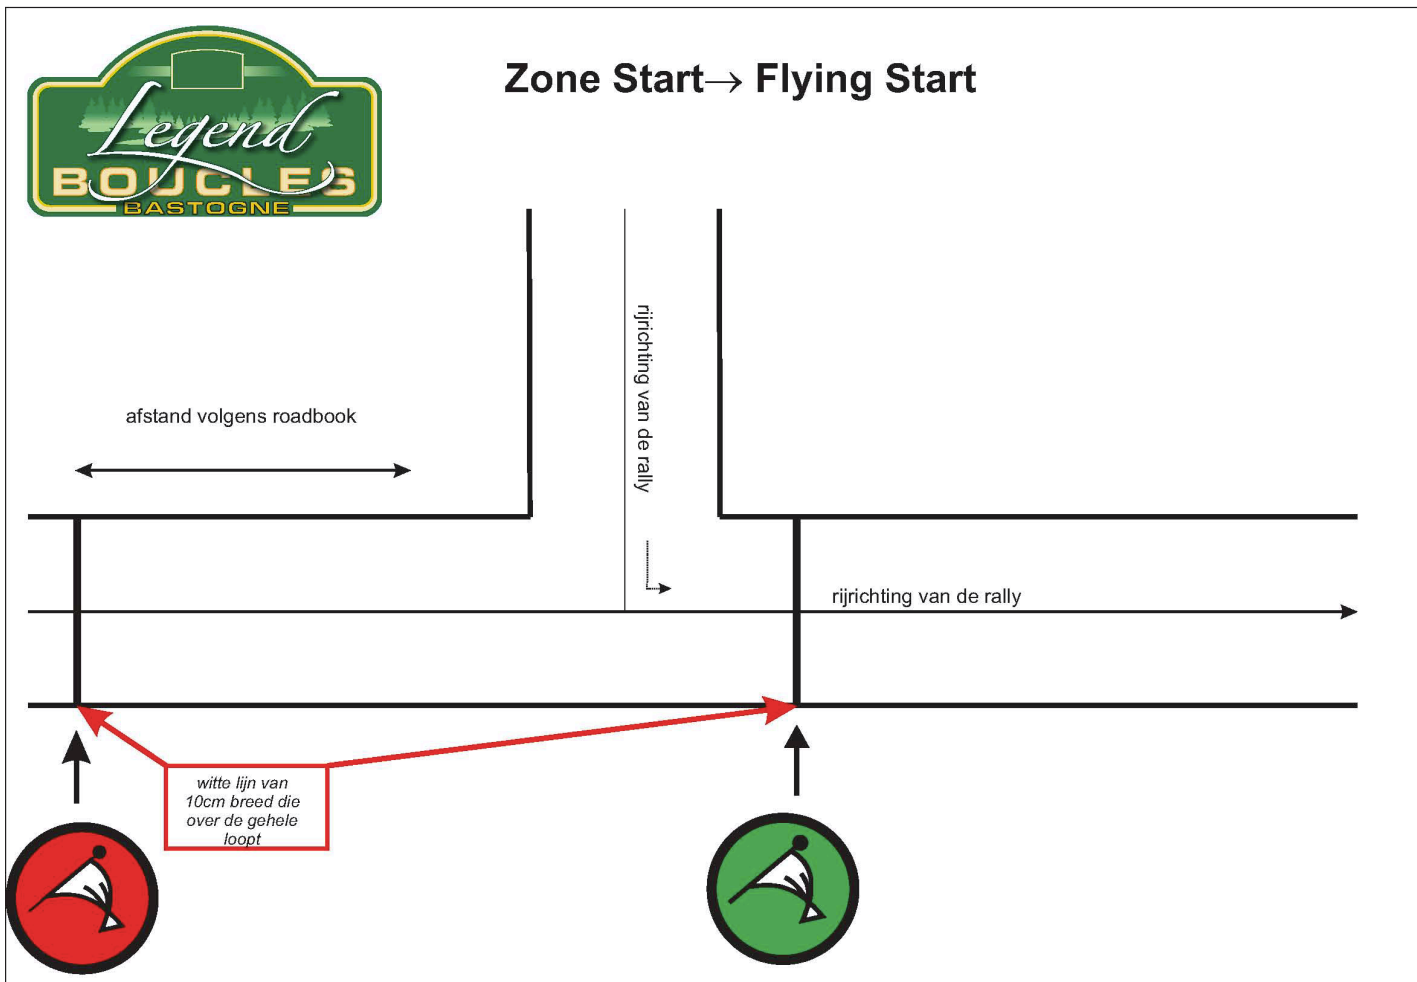 Legend
BOUCLES
BASTOGNE
Zone Start→ Flying Start
rijrichting van de rally
afstand volgens roadbook
rijrichting van de rally
witte lijn van
10cm breed die
over de gehele
loopt